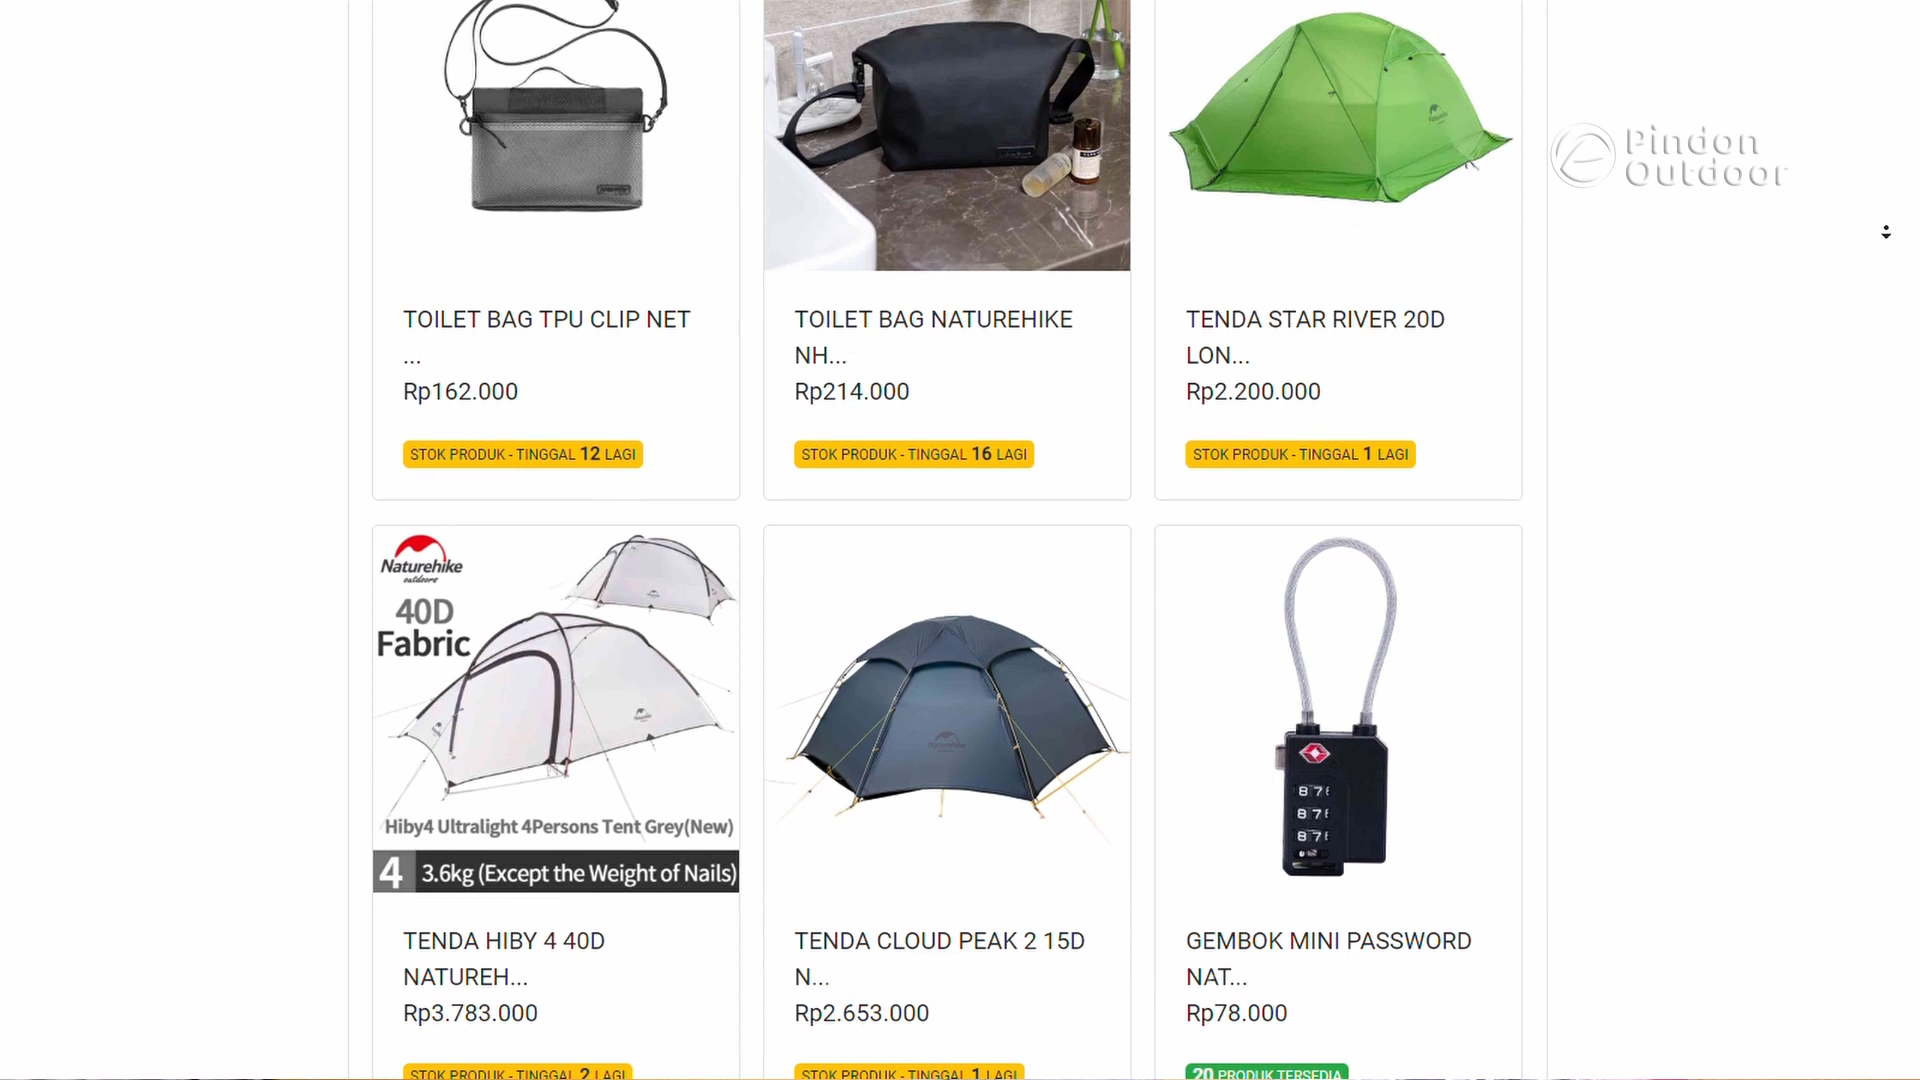 Pindon
Outdoor
TOILET BAG TPU CLIP NET
...
Rp162.000
STOK PRODUK - TINGGAL 12 LAGI
TOILET BAG NATUREHIKE
NH...
Rp214.000
STOK PRODUK - TINGGAL 16 LAGI
TENDA STAR RIVER 20D
LON...
Rp2.200.000
STOK PRODUK - TINGGAL 1 LAGI
Naturehike
outdoors
40D
Fabric
Hiby4 Ultralight 4Persons Tent Grey(New)
4 3.6kg (Except the Weight of Nails)
TENDA HIBY 4 40D
NATUREH...
Rp3.783.000
STOK PRODUK - TINGGAL 2 LAGI
Naturehike
TENDA CLOUD PEAK 2 15D
N...
Rp2.653.000
STOK PRODUK - TINGGAL 1 LAGI
GEMBOK MINI PASSWORD
NAT...
Rp78.000
20 PRODUK TERSEDIA